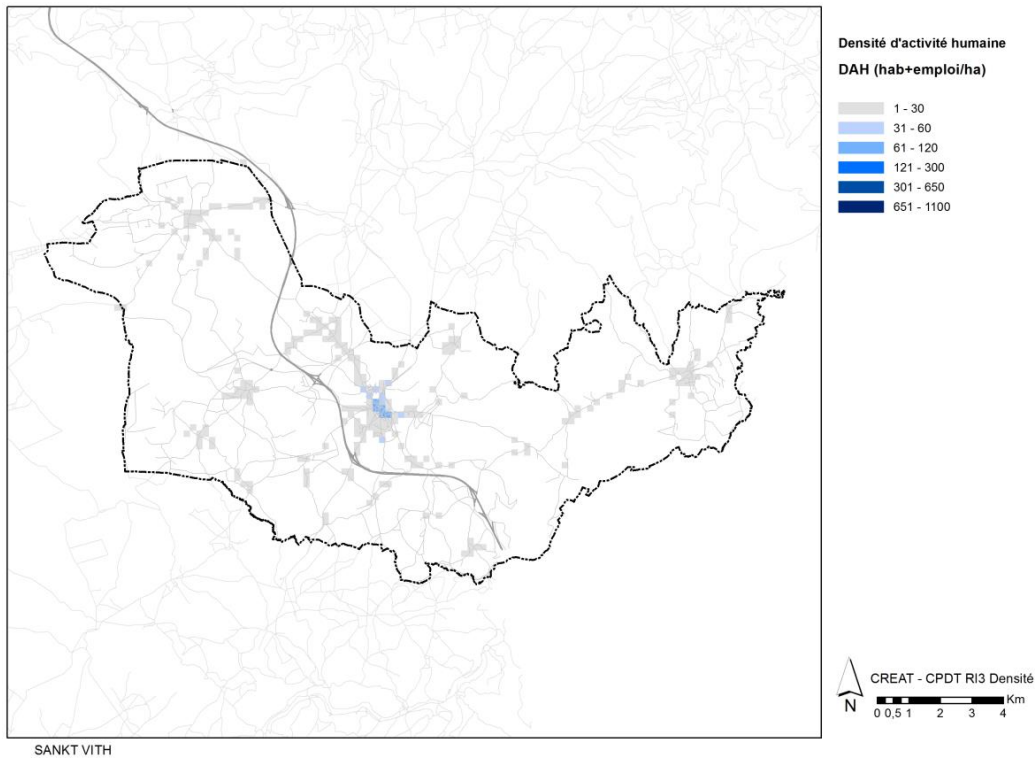 Densité d'activité humaine
DAH (hab+emploi/ha)
1 - 30
31 - 60
61 - 120
121 - 300
301 - 650
651 - 1100
CREAT - CPDT RI3 Densité
Km
N
0 0,5 1 2 3 4
SANKT VITH